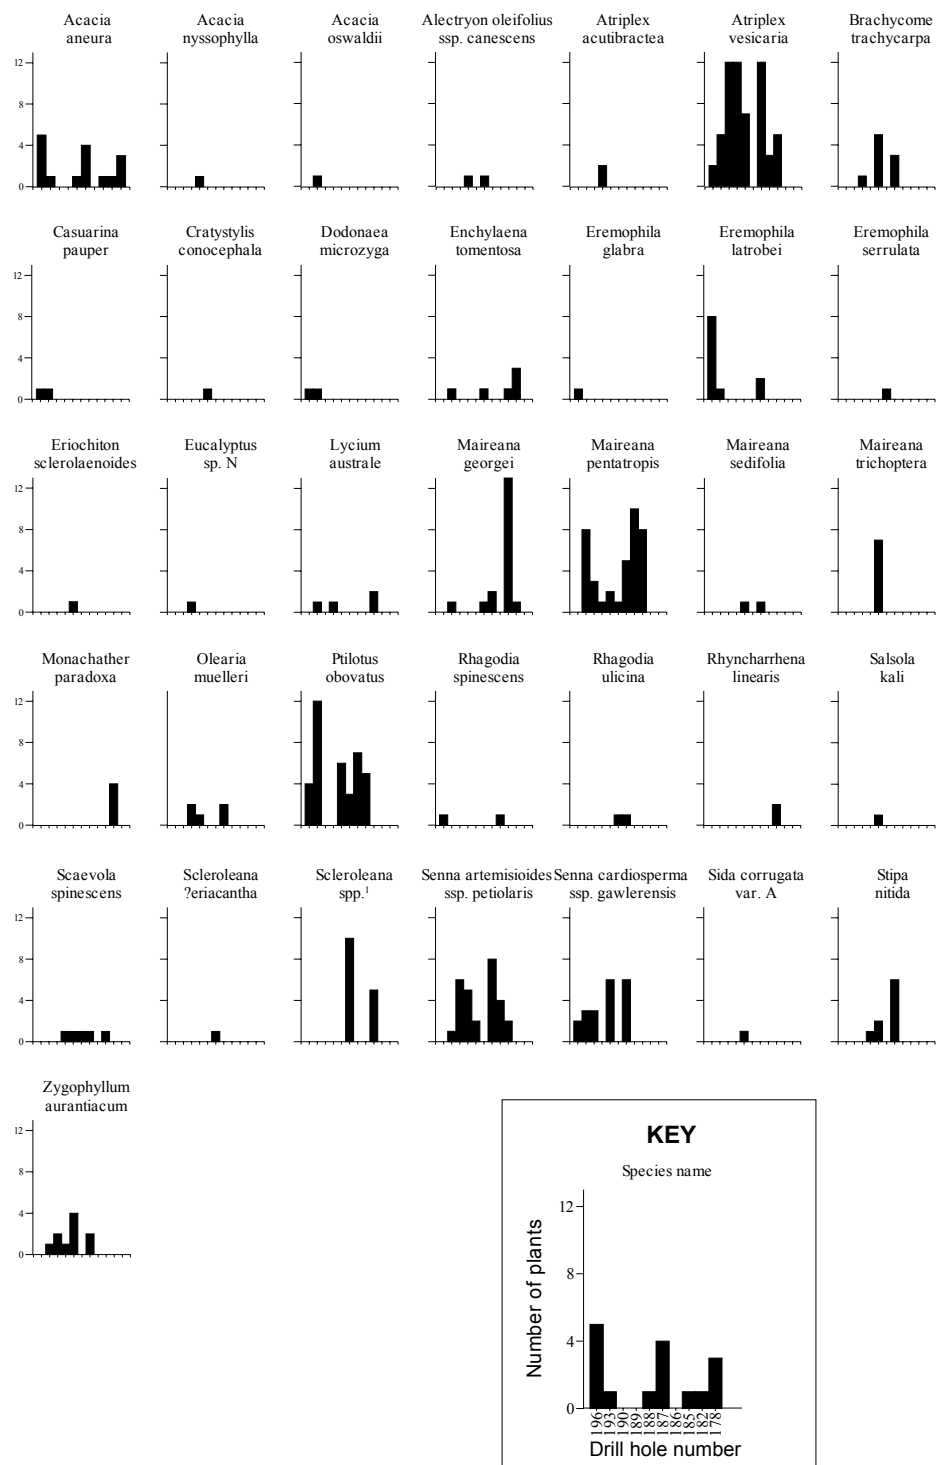 Acacia
aneura
Acacia
nyssophylla
Acacia
oswaldii
Alectryon oleifolius
ssp. canescens
Atriplex
acutibractea
Atriplex
vesicaria
Brachycome
trachycarpa
12
8
4
0
Casuarina
pauper
Cratystylis
conocephala
Dodonaea
microzyga
Enchylaena
tomentosa
Eremophila
glabra
Eremophila
latrobei
Eremophila
serrulata
12
8
4
0
Eriochiton
sclerolaenoides
Eucalyptus
sp. N
Lycium
australe
Maireana
georgei
Maireana
pentatropis
Maireana
sedifolia
Maireana
trichoptera
12
8
4
0
Monachather
paradoxa
Olearia
muelleri
Ptilotus
obovatus
Rhagodia
spinescens
Rhagodia
ulicina
Rhyncharrhena
linearis
Salsola
kali
12
8
4
0
Scaevola
spinescens
Scleroleana
?eriacantha
Scleroleana
spp.¹
Senna artemisioides
ssp. petiolaris
Senna cardiosperma
ssp. gawlerensis
Sida corrugata
var. A
Stipa
nitida
12
8
4
0
Zygophyllum
aurantiacum
12
8
4
0
KEY
Species name
Number of plants
12
8
4
0
196
193
190
189
188
187
186
185
182
178
Drill hole number